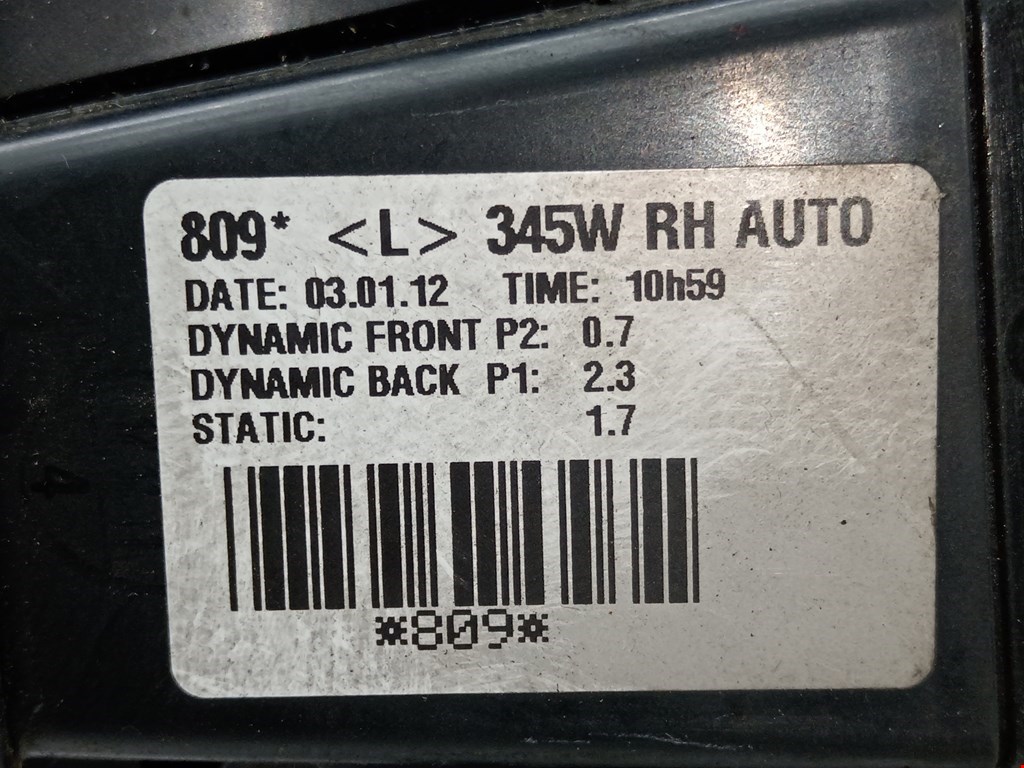 809* <L> 345W RH AUTO
DATE: 03.01.12 TIME: 10h59
DYNAMIC FRONT P2: 0.7
DYNAMIC BACK P1: 2.3
STATIC: 1.7
*809*
4